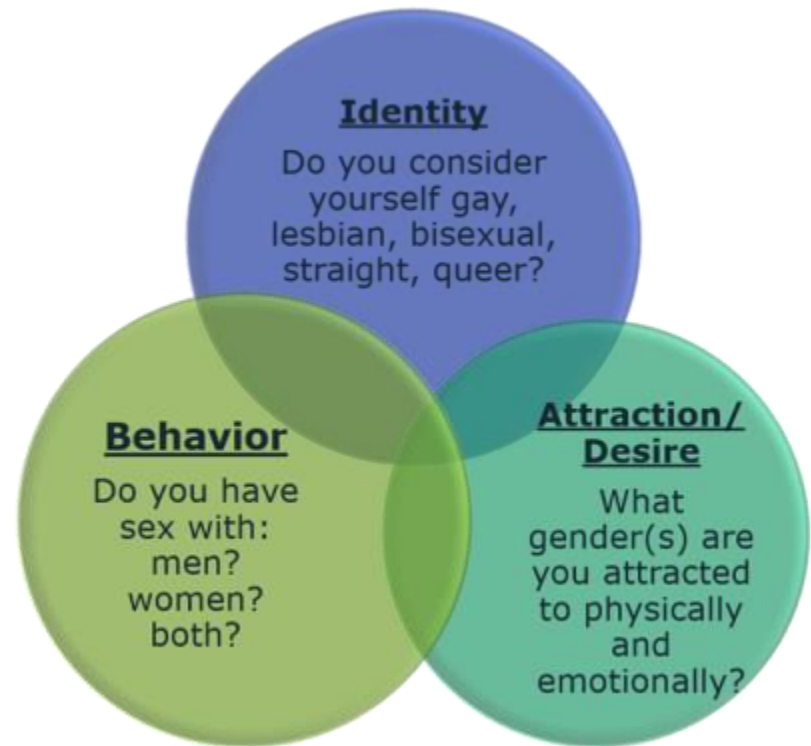 Identity
Do you consider
yourself gay,
lesbian, bisexual,
straight, queer?
Behavior
Do you have
sex with:
men?
women?
both?
Attraction/
Desire
What
gender(s) are
you attracted
to physically
and
emotionally?